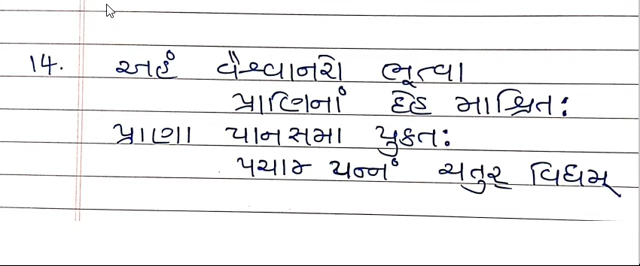 14. અહં વૈશ્વાનરો ભૂત્વા
પ્રાણિનાં દેહ માશ્રિત:
પ્રાણા પાનસમા યુક્ત:
પચામ યન્નં ચતુર્ વિધમ્